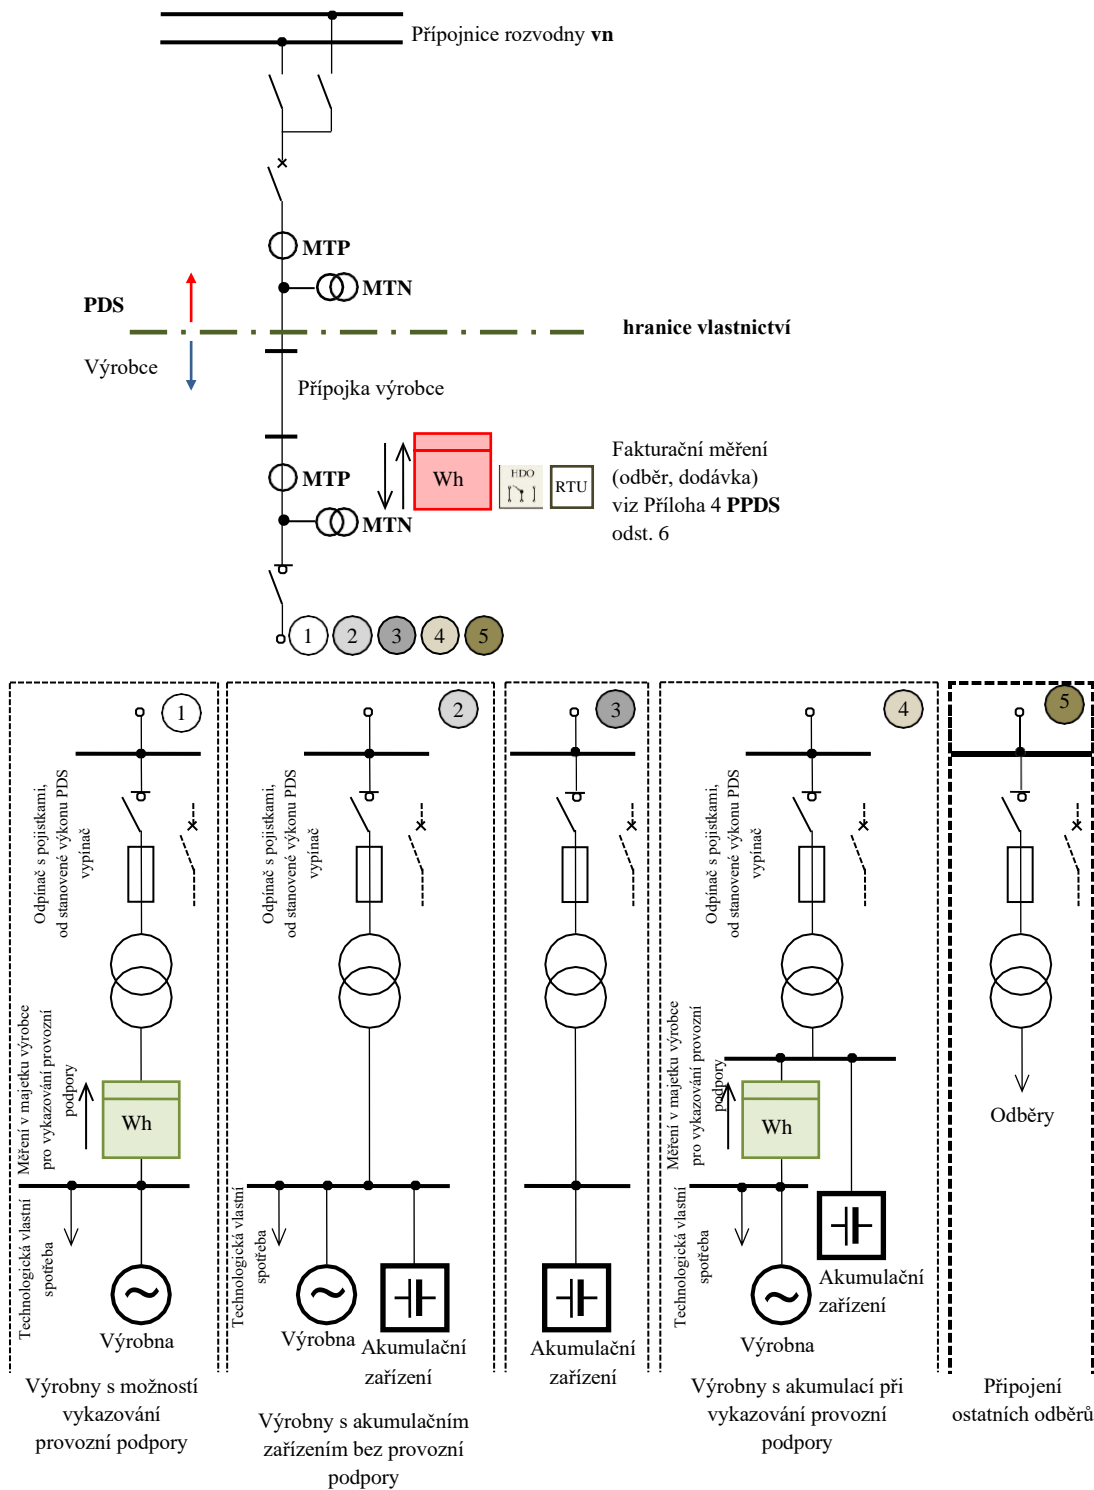 Přípojnice rozvodny vn
MTP
MTN
PDS
hranice vlastnictví
Výrobce
Přípojka výrobce
MTP
MTN
Wh
HDO
RTU
Fakturační měření
(odběr, dodávka)
viz Příloha 4 PPDS
odst. 6
1 2 3 4 5
1
Odpínač s pojistkami,
od stanovené výkonu PDS
vypínač
Měření v majetku výrobce
pro vykazování provozní
podpory
Wh
Technologická vlastní
spotřeba
Výrobna
Výrobny s možností
vykazování
provozní podpory
2
Odpínač s pojistkami,
od stanovené výkonu PDS
vypínač
Technologická vlastní
spotřeba
Výrobna
Akumulační
zařízení
Výrobny s akumulačním
zařízením bez provozní
podpory
3
Akumulační
zařízení
4
Odpínač s pojistkami,
od stanovené výkonu PDS
vypínač
Měření v majetku výrobce
pro vykazování provozní
podpory
Wh
Technologická vlastní
spotřeba
Výrobna
Akumulační
zařízení
Výrobny s akumulací při
vykazování provozní
podpory
5
Odběry
Připojení
ostatních odběrů